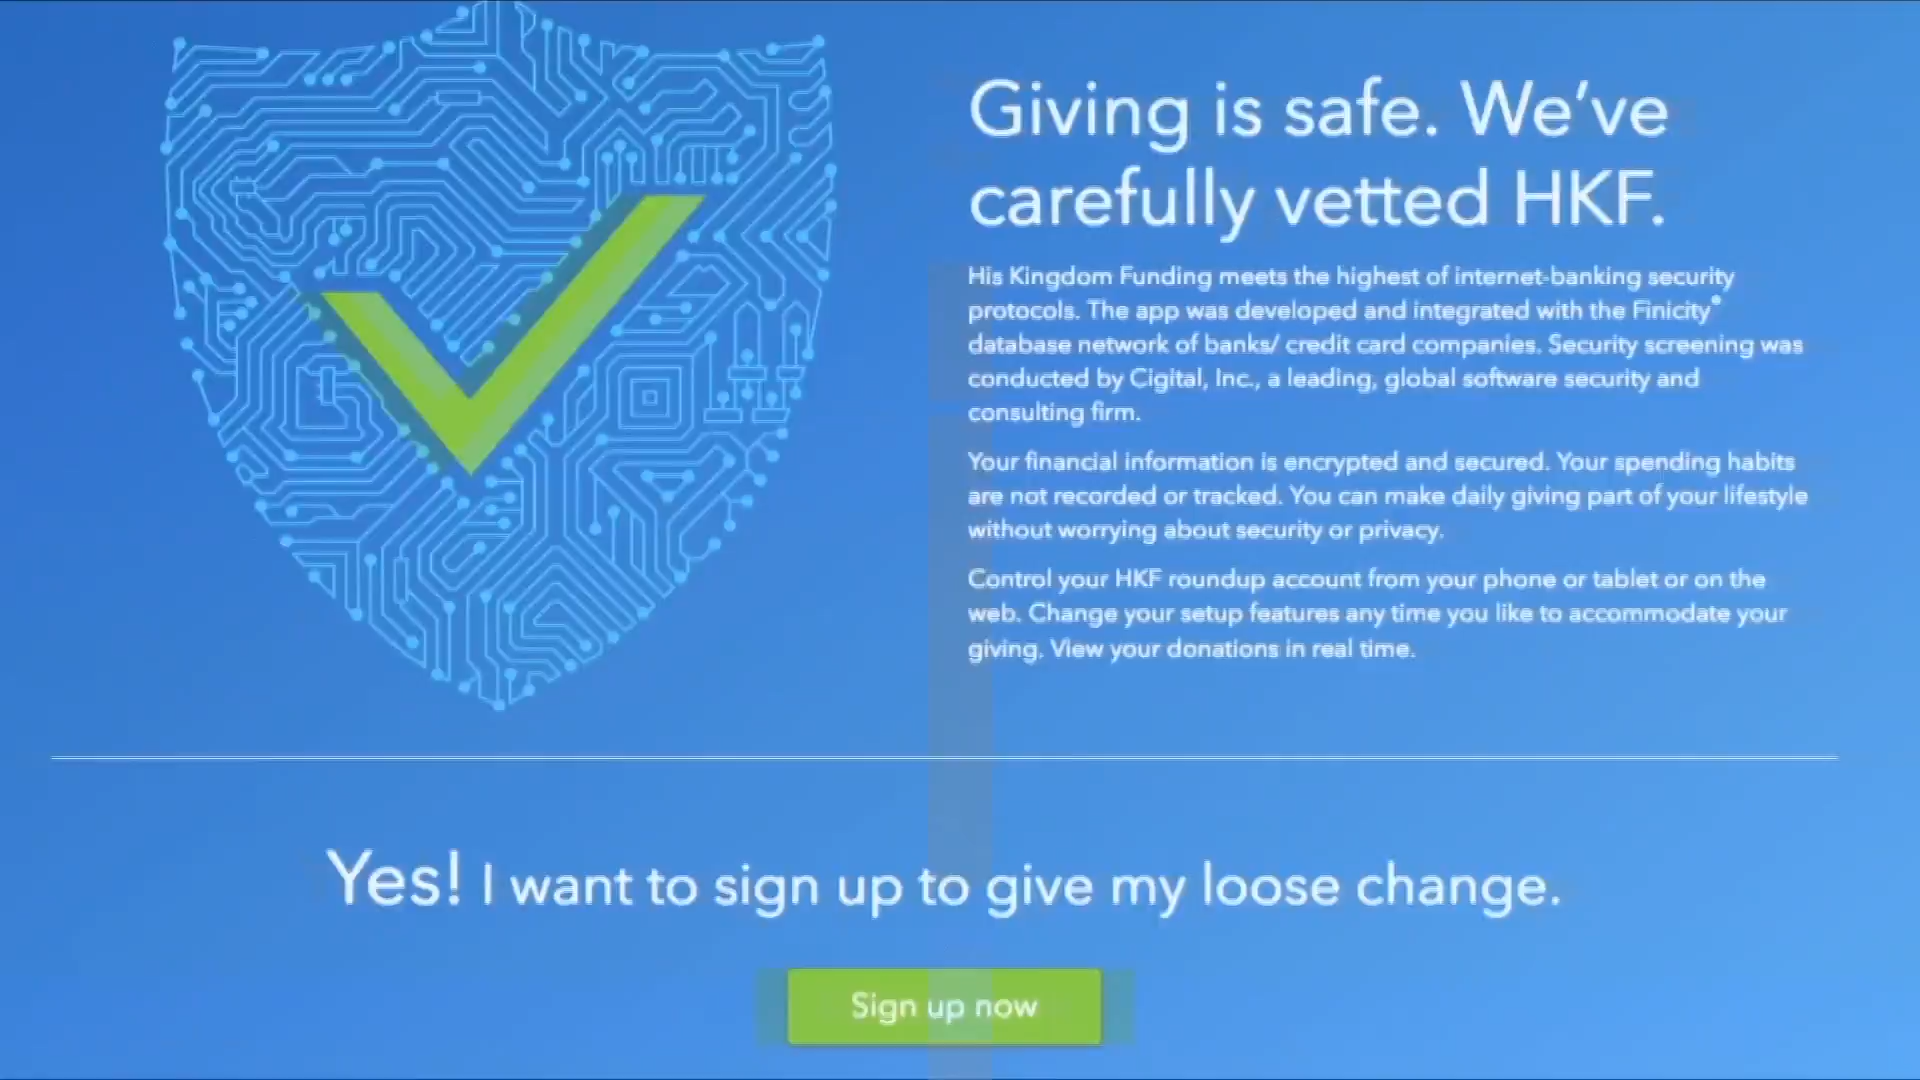 Giving is safe. We've
carefully vetted HKF.
His Kingdom Funding meets the highest of internet-banking security
protocols. The app was developed and integrated with the Finicity
database network of banks/ credit card companies. Security screening was
conducted by Cigital, Inc., a leading, global software security and
consulting firm.
Your financial information is encrypted and secured. Your spending habits
are not recorded or tracked. You can make daily giving part of your lifestyle
without worrying about security or privacy.
Control your HKF roundup account from your phone or tablet or on the
web. Change your setup features any time you like to accommodate your
giving. View your donations in real time.
Yes! I want to sign up to give my loose change.
Sign up now